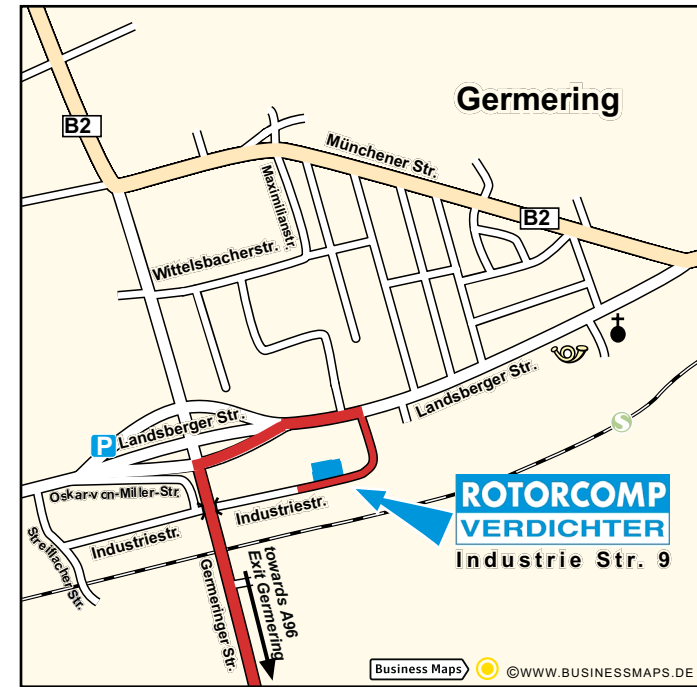 Germering
B2
Münchener Str.
Maximilianstr.
B2
Wittelsbacherstr.
Landsberger Str.
P
Landsberger Str.
S
Oskar-von-Miller-Str.
Industriestr.
Industriestr.
Streiflacher Str.
ROTORCOMP
VERDICHTER
Industrie Str. 9
towards A96
Exit Germering
Germeringer Str.
Business Maps
©WWW.BUSINESSMAPS.DE